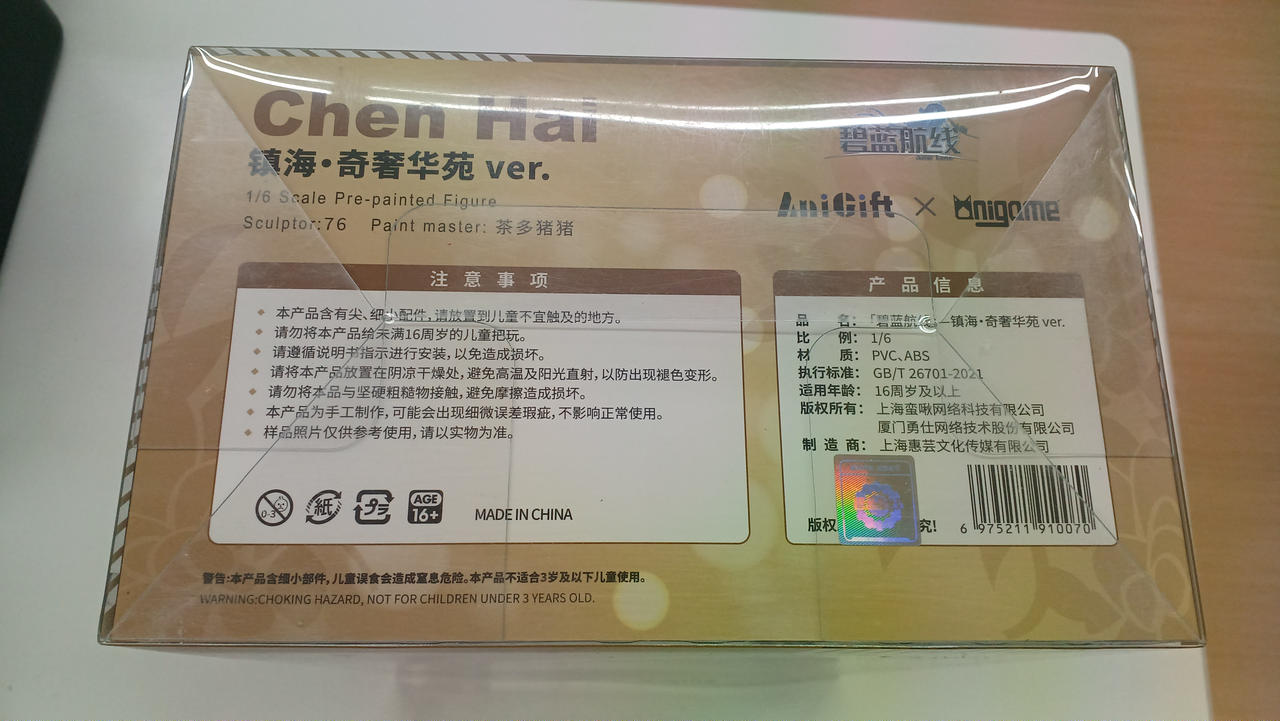 Chen Hai
镇海·奇奢华苑 ver.
1/6 Scale Pre-painted Figure
Sculptor:76 Paint master: 茶多猪猪
碧蓝航线
AniGift × Onigame
注意事项
本产品含有尖、细小配件，请放置到儿童不宜触及的地方。
请勿将本产品给未满16周岁的儿童把玩。
请遵循说明书指示进行安装，以免造成损坏。
请将本产品放置在阴凉干燥处，避免高温及阳光直射，以防出现褪色变形。
请勿将本品与坚硬粗糙物接触，避免摩擦造成损坏。
本产品为手工制作，可能会出现细微误差瑕疵，不影响正常使用。
样品照片仅供参考使用，请以实物为准。
0-3
紙
プラ
AGE
16+
MADE IN CHINA
产品信息
品名：「碧蓝航线」—镇海·奇奢华苑 ver.
比例：1/6
材质：PVC、ABS
执行标准：GB/T 26701-2021
适用年龄：16周岁及以上
版权所有：上海蛮啾网络科技有限公司
厦门勇仕网络技术股份有限公司
制造商：上海惠芸文化传媒有限公司
版权 究!
6 975211 910070
警告:本产品含细小部件，儿童误食会造成窒息危险。本产品不适合3岁及以下儿童使用。
WARNING:CHOKING HAZARD, NOT FOR CHILDREN UNDER 3 YEARS OLD.